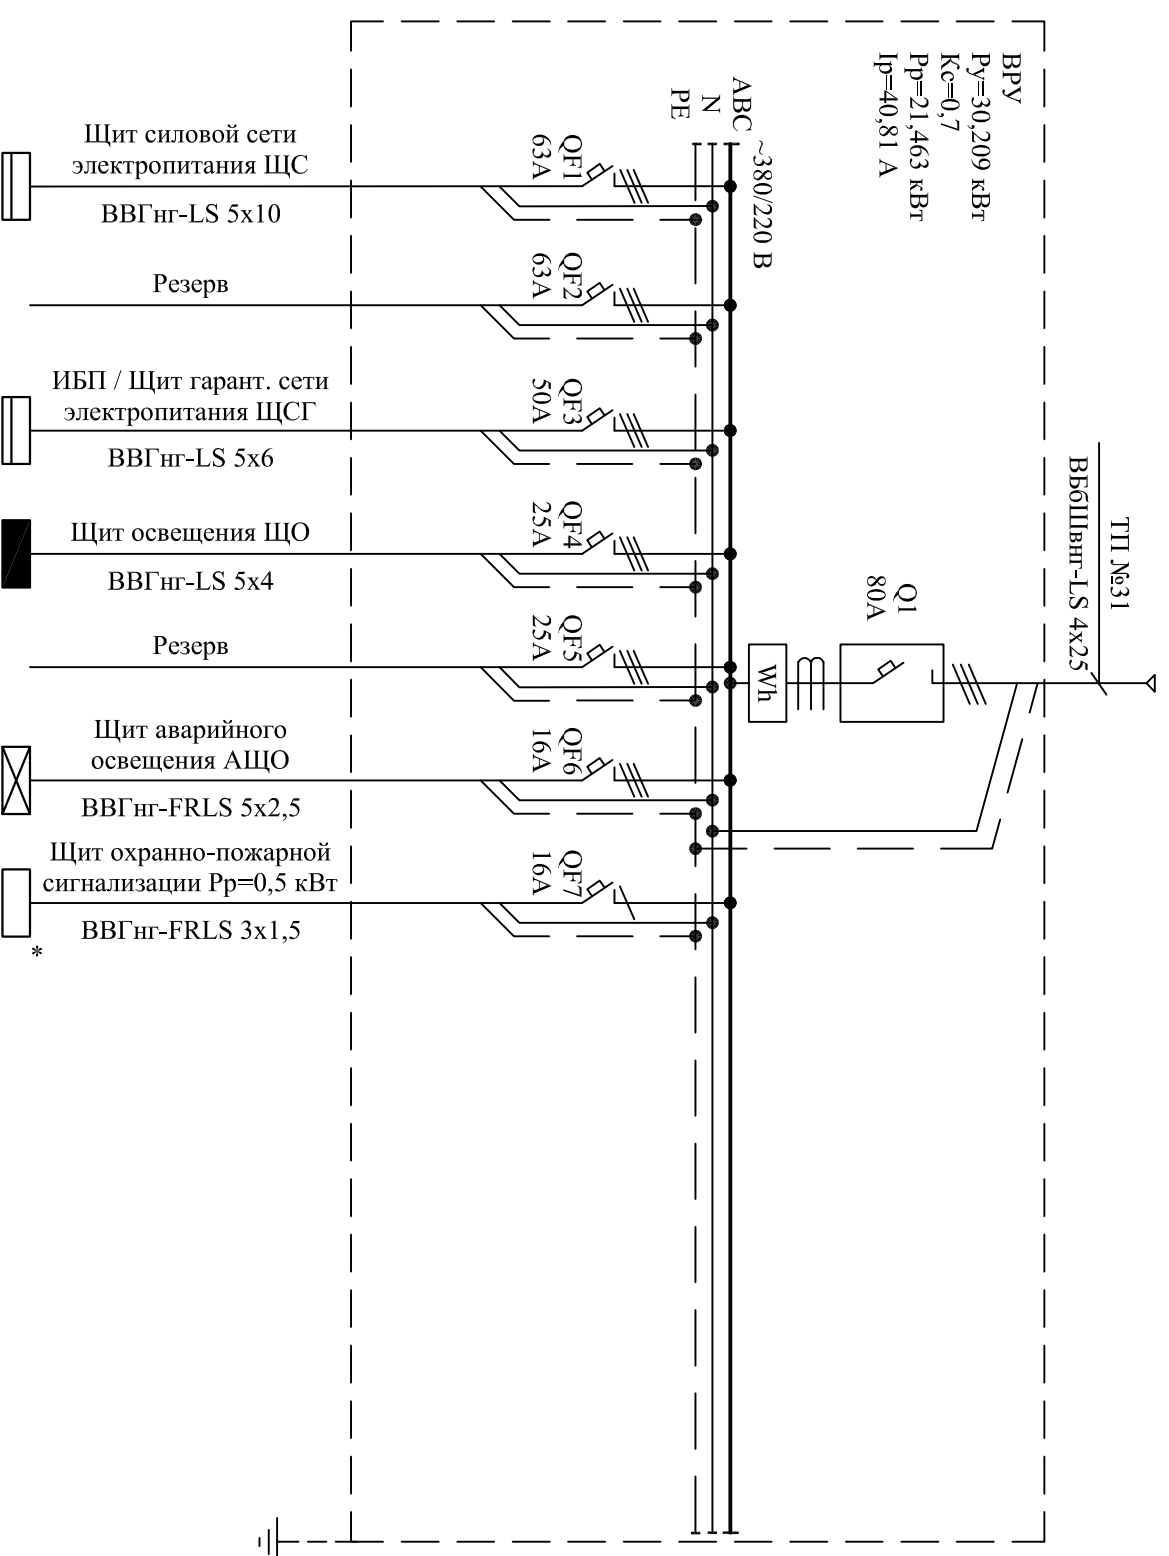 ВРУ
Ру=30,209 кВт
Кс=0,7
Рр=21,463 кВт
Iр=40,81 А
ABC
N
PE
~380/220 В
ТП №31
ВБбШвнг-LS 4х25
Q1
80А
Wh
Щит силовой сети
электропитания ЩС
ВВГнг-LS 5х10
QF1
63А
Резерв
QF2
63А
ИБП / Щит гарант. сети
электропитания ЩСГ
ВВГнг-LS 5х6
QF3
50А
Щит освещения ЩО
ВВГнг-LS 5х4
QF4
25А
Резерв
QF5
25А
Щит аварийного
освещения АЩО
ВВГнг-FRLS 5х2,5
QF6
16А
Щит охранно-пожарной
сигнализации Рр=0,5 кВт
ВВГнг-FRLS 3х1,5
*
QF7
16А